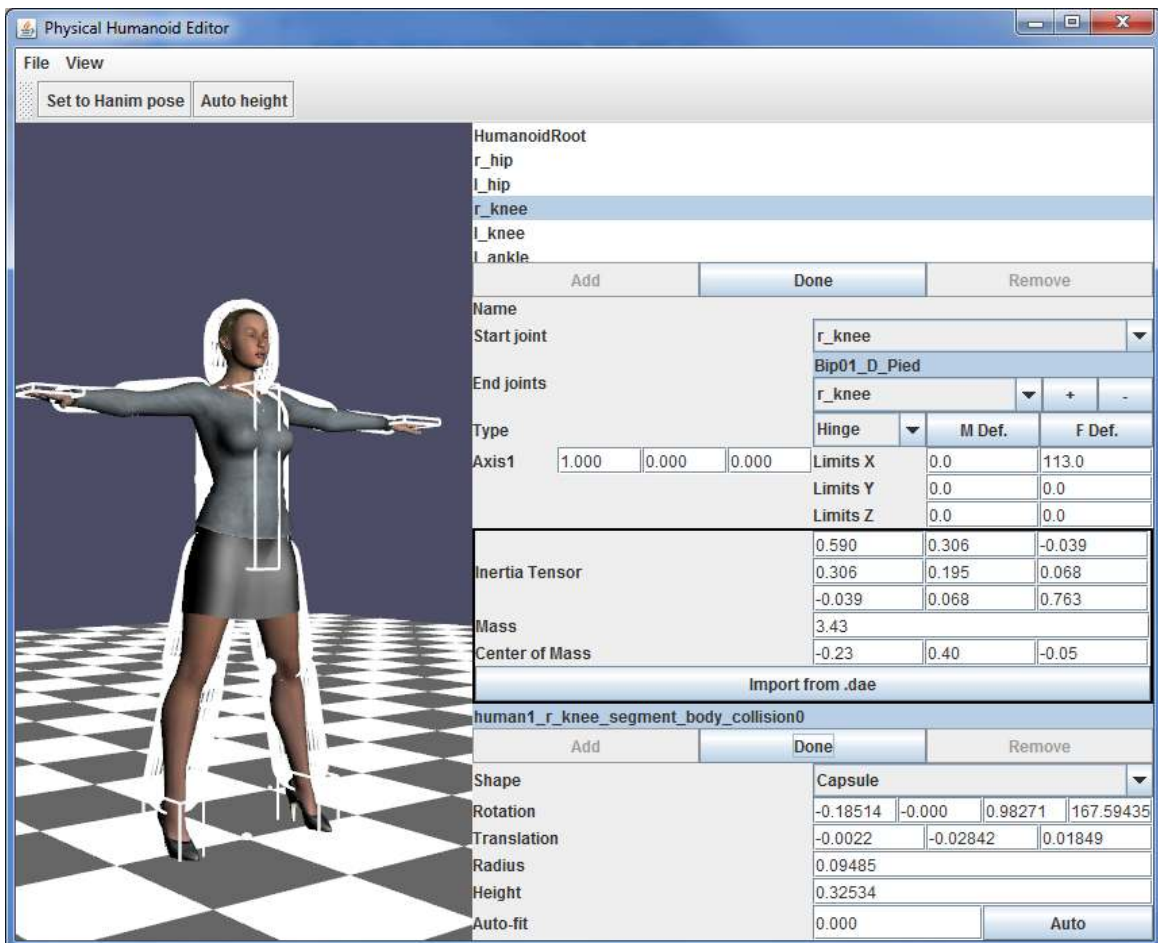 Physical Humanoid Editor
File View
Set to Hanim pose Auto height
HumanoidRoot
r_hip
l_hip
r_knee
l_knee
l_ankle
Add Done Remove
Name
Start joint r_knee
Bip01_D_Pied
End joints r_knee + -
Type Hinge M Def. F Def.
Axis1 1.000 0.000 0.000 Limits X 0.0 113.0
Limits Y 0.0 0.0
Limits Z 0.0 0.0
0.590 0.306 -0.039
Inertia Tensor 0.306 0.195 0.068
-0.039 0.068 0.763
Mass 3.43
Center of Mass -0.23 0.40 -0.05
Import from .dae
human1_r_knee_segment_body_collision0
Add Done Remove
Shape Capsule
Rotation -0.18514 -0.000 0.98271 167.59435
Translation -0.0022 -0.02842 0.01849
Radius 0.09485
Height 0.32534
Auto-fit 0.000 Auto